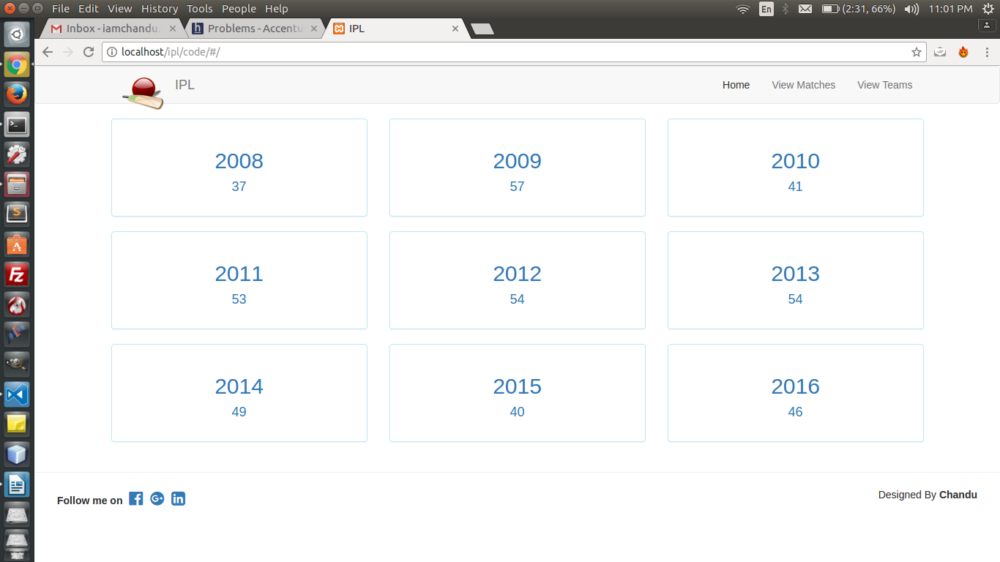 File Edit View History Tools People Help
En (2:31, 66%) 11:01 PM
Inbox - iamchandu. Problems - Accentu IPL
localhost/ipl/code/#/
IPL Home View Matches View Teams
2008 2009 2010
37 57 41
2011 2012 2013
53 54 54
2014 2015 2016
49 40 46
Follow me on
Designed By Chandu